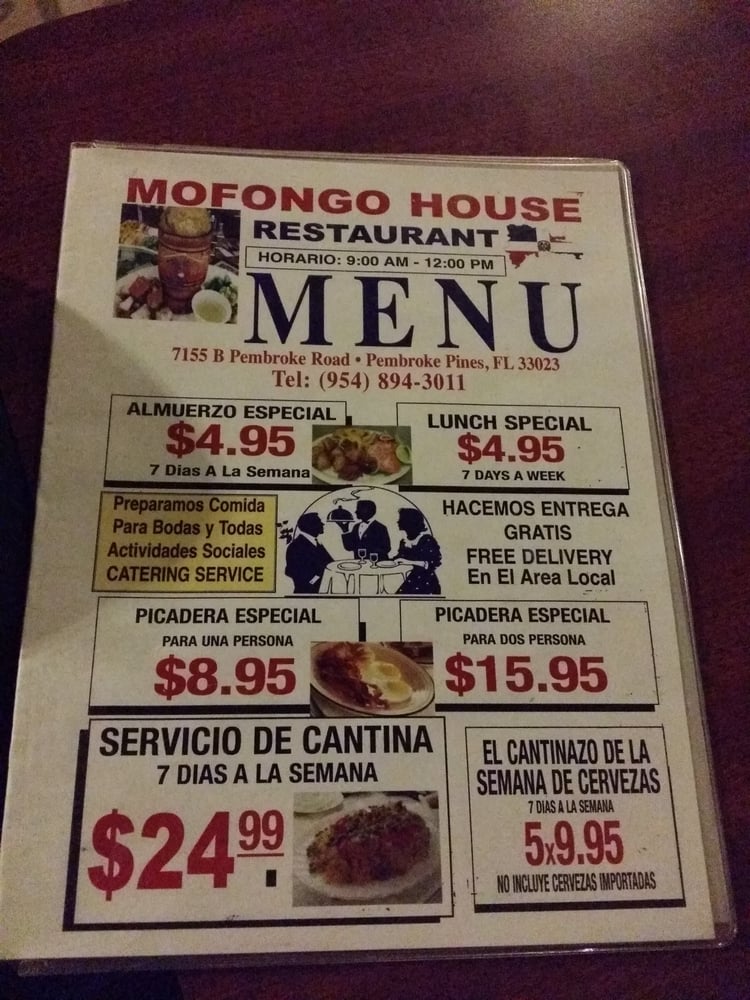 MOFONGO HOUSE
RESTAURANT
HORARIO: 9:00 AM - 12:00 PM
MENU
7155 B Pembroke Road • Pembroke Pines, FL 33023
Tel: (954) 894-3011
ALMUERZO ESPECIAL
$4.95
7 Dias A La Semana
LUNCH SPECIAL
$4.95
7 DAYS A WEEK
Preparamos Comida
Para Bodas y Todas
Actividades Sociales
CATERING SERVICE
HACEMOS ENTREGA
GRATIS
FREE DELIVERY
En El Area Local
PICADERA ESPECIAL
PARA UNA PERSONA
$8.95
PICADERA ESPECIAL
PARA DOS PERSONA
$15.95
SERVICIO DE CANTINA
7 DIAS A LA SEMANA
$24.99
EL CANTINAZO DE LA
SEMANA DE CERVEZAS
7 DIAS A LA SEMANA
5x9.95
NO INCLUYE CERVEZAS IMPORTADAS